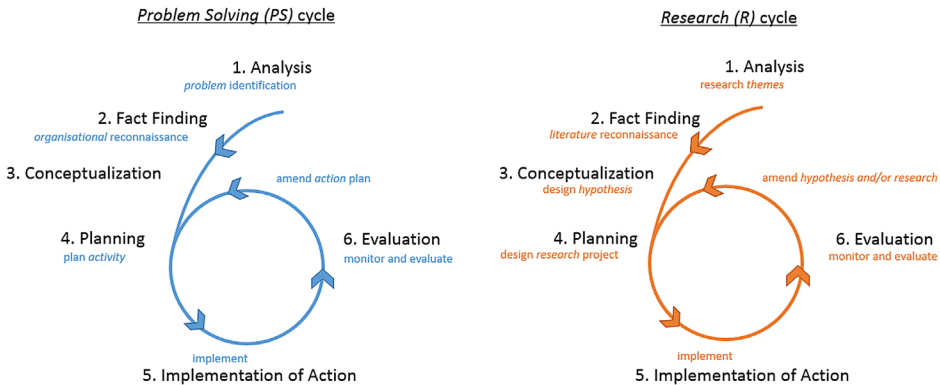 Problem Solving (PS) cycle
1. Analysis
problem identification
2. Fact Finding
organisational reconnaissance
3. Conceptualization
amend action plan
4. Planning
plan activity
6. Evaluation
monitor and evaluate
implement
5. Implementation of Action
Research (R) cycle
1. Analysis
research themes
2. Fact Finding
literature reconnaissance
3. Conceptualization
design hypothesis
amend hypothesis and/or research
4. Planning
design research project
6. Evaluation
monitor and evaluate
implement
5. Implementation of Action